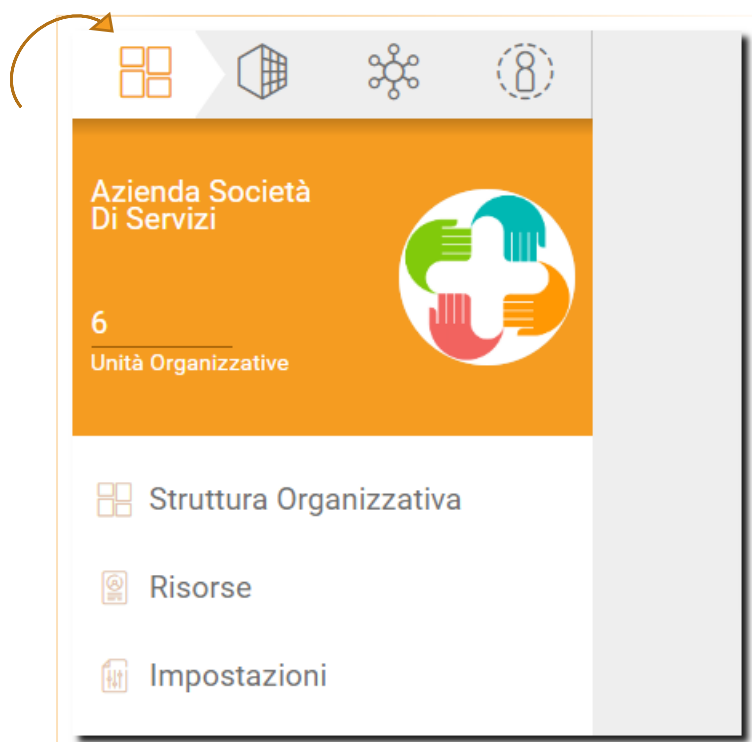 Azienda Società
Di Servizi
6
Unità Organizzative
Struttura Organizzativa
Risorse
Impostazioni